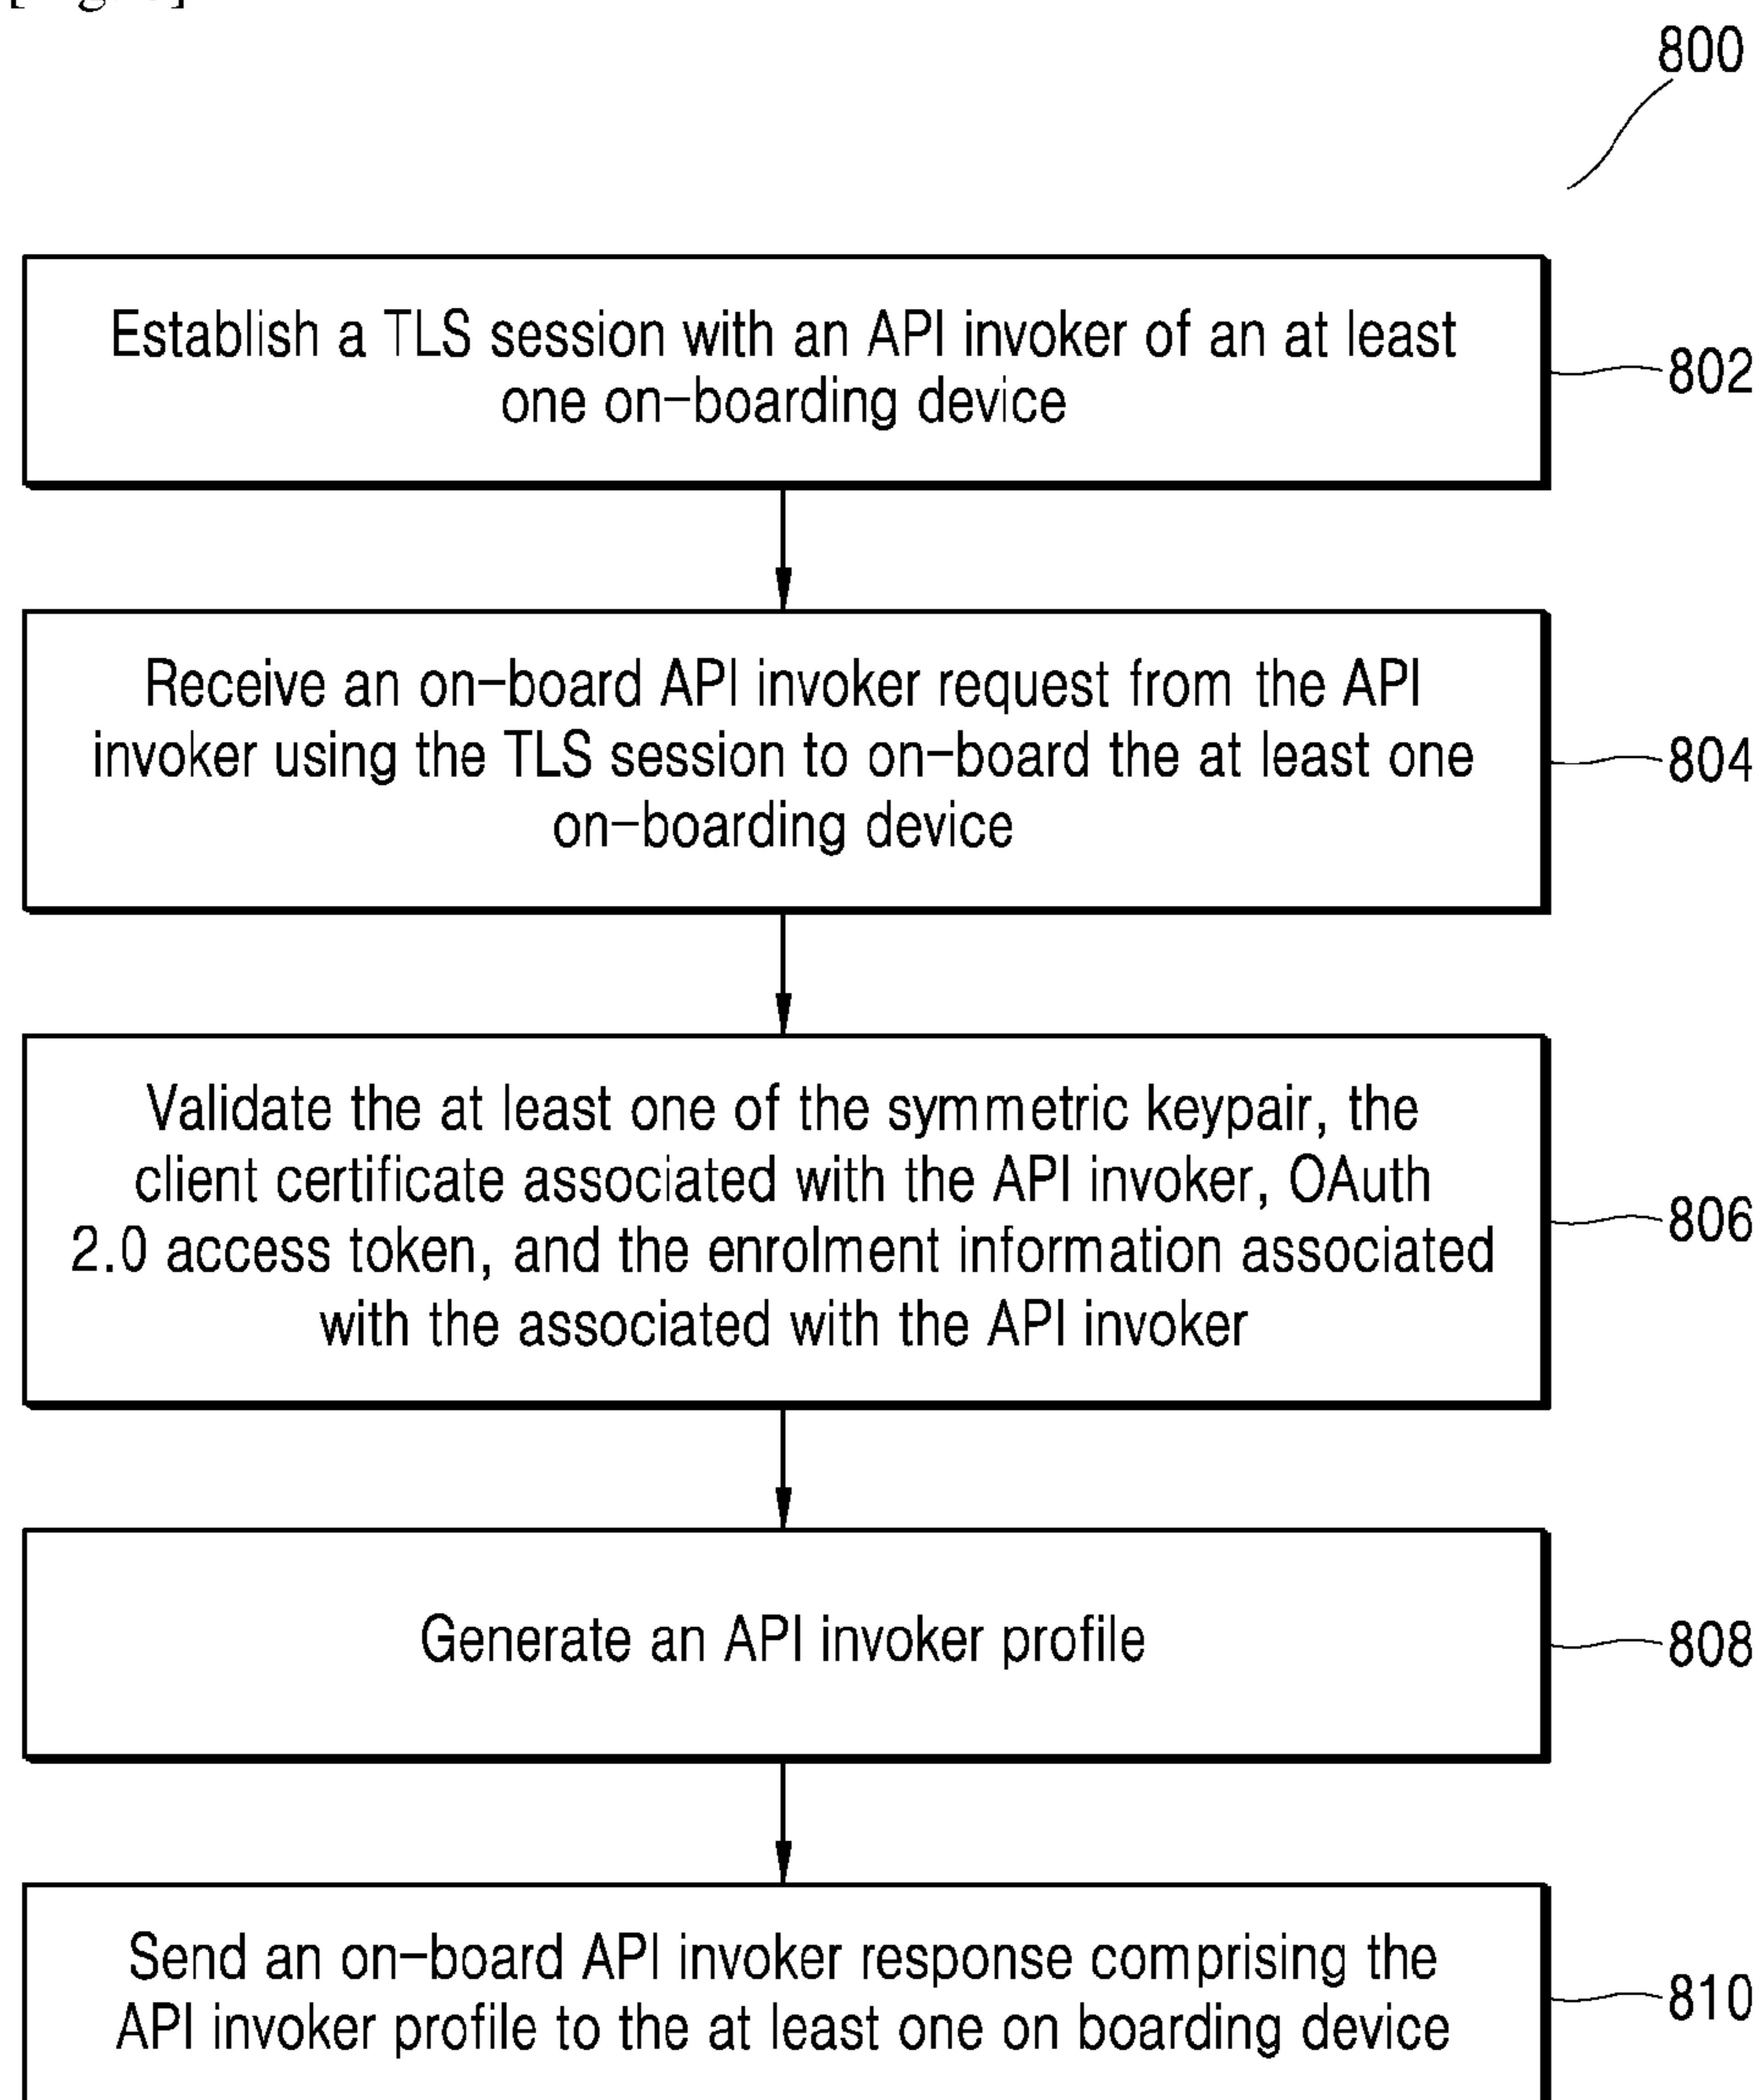 800
Establish a TLS session with an API invoker of an at least
one on-boarding device
802
Receive an on-board API invoker request from the API
invoker using the TLS session to on-board the at least one
on-boarding device
804
Validate the at least one of the symmetric keypair, the
client certificate associated with the API invoker, OAuth
2.0 access token, and the enrolment information associated
with the associated with the API invoker
806
Generate an API invoker profile
808
Send an on-board API invoker response comprising the
API invoker profile to the at least one on boarding device
810